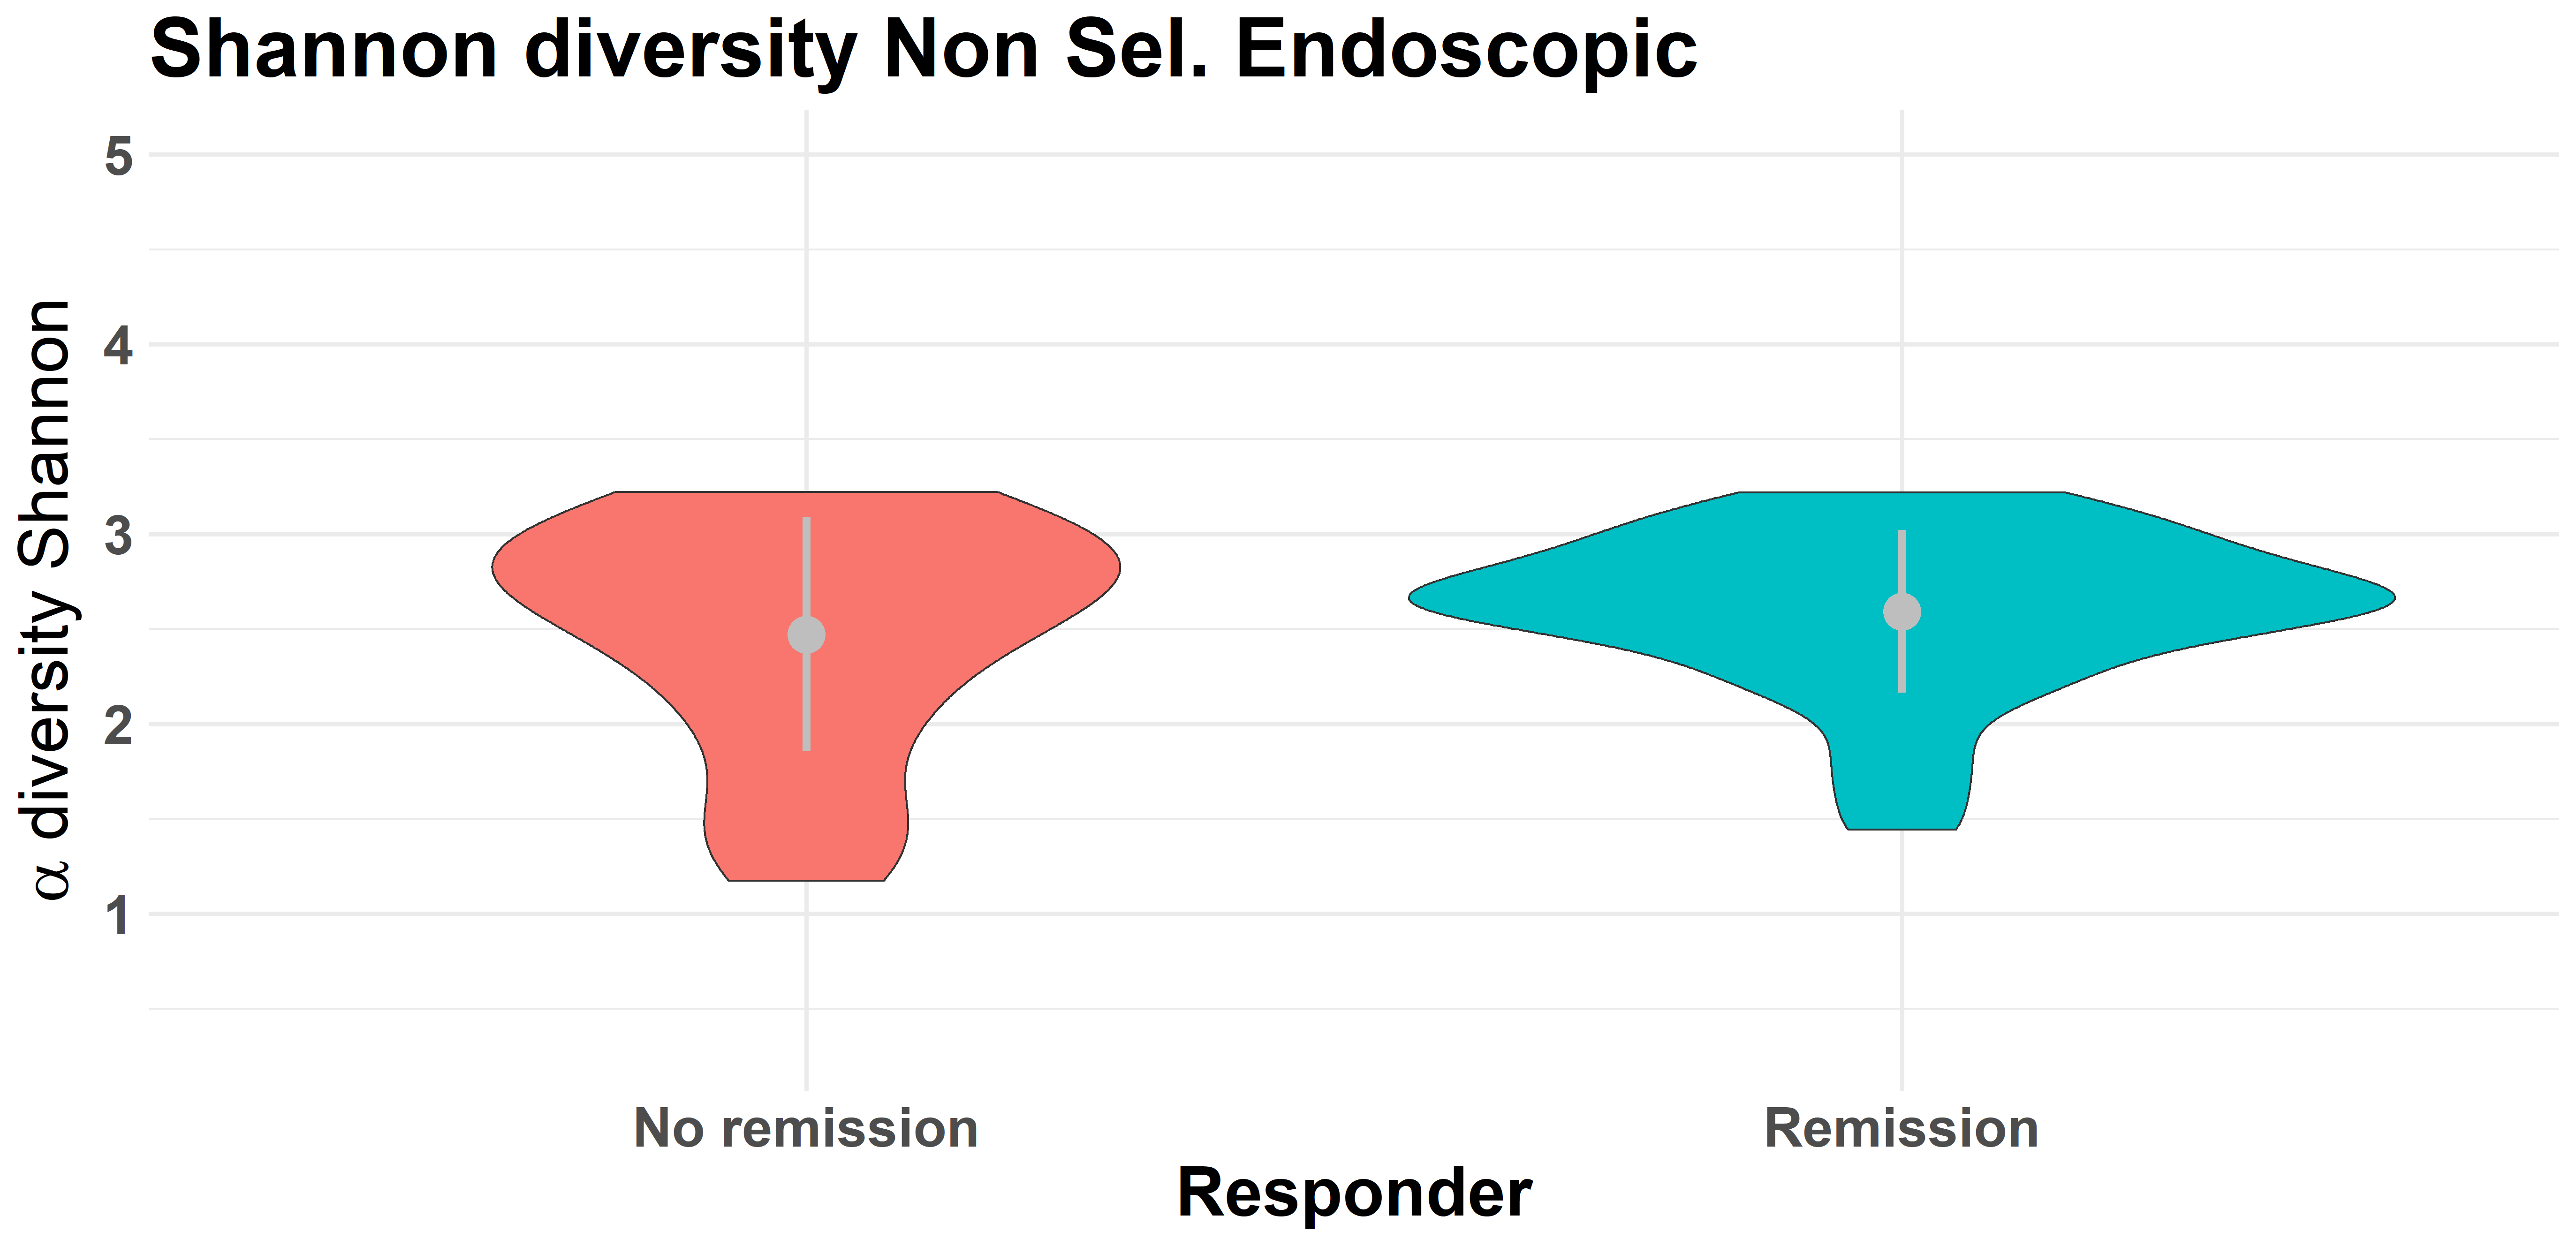 Shannon diversity Non Sel. Endoscopic
α diversity Shannon
5
4
3
2
1
No remission
Remission
Responder